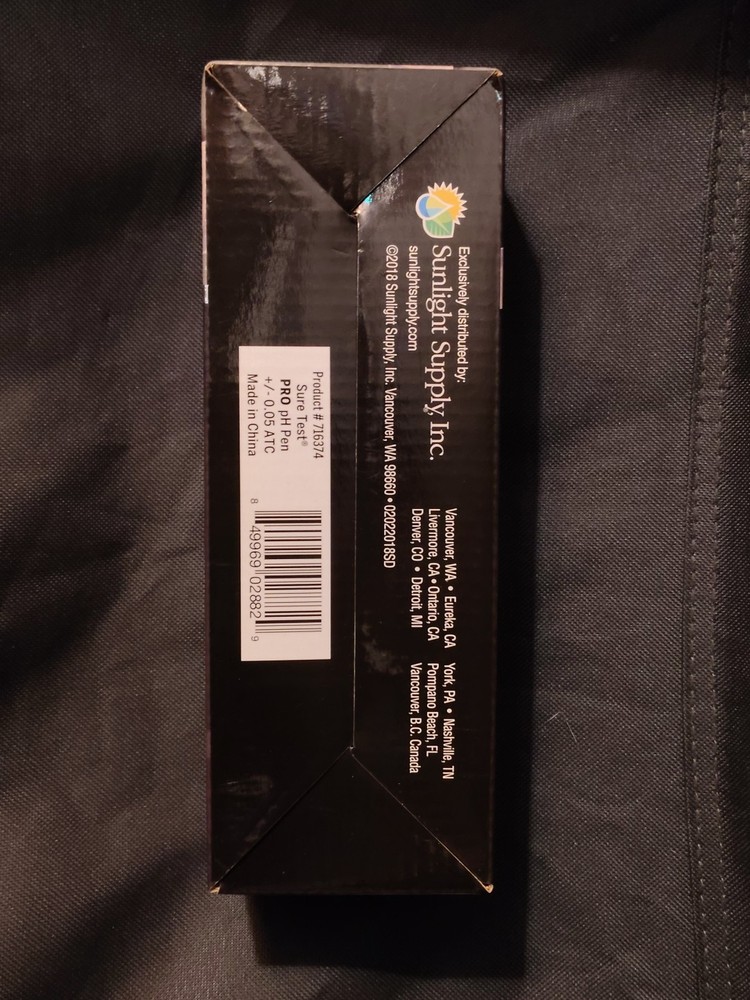 Exclusively distributed by:
Sunlight Supply, Inc.
sunlightsupply.com
©2018 Sunlight Supply, Inc. Vancouver, WA 98660 • 02022018SD
Vancouver, WA • Eureka, CA
Livermore, CA • Ontario, CA
Denver, CO • Detroit, MI
York, PA • Nashville, TN
Pompano Beach, FL
Vancouver, B.C. Canada
Product # 716374
Sure Test®
PRO pH Pen
+/- 0.05 ATC
Made in China
8 49969 02882 9